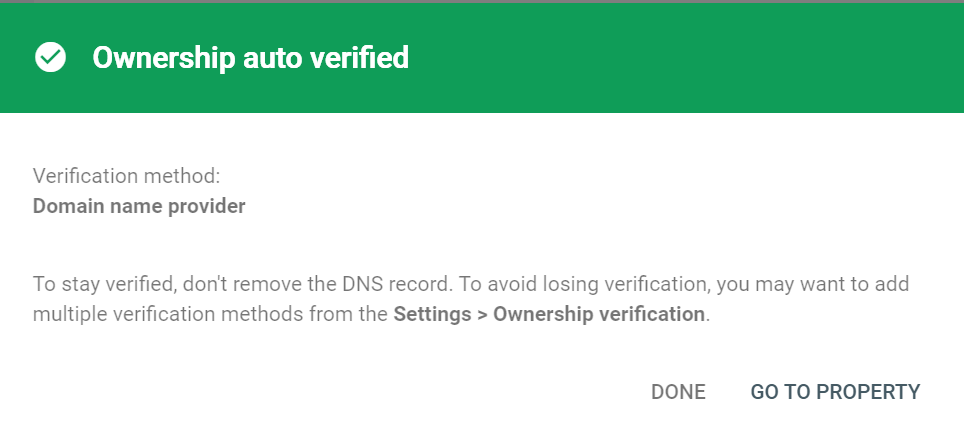 Ownership auto verified
Verification method:
Domain name provider
To stay verified, don't remove the DNS record. To avoid losing verification, you may want to add
multiple verification methods from the Settings > Ownership verification.
DONE GO TO PROPERTY